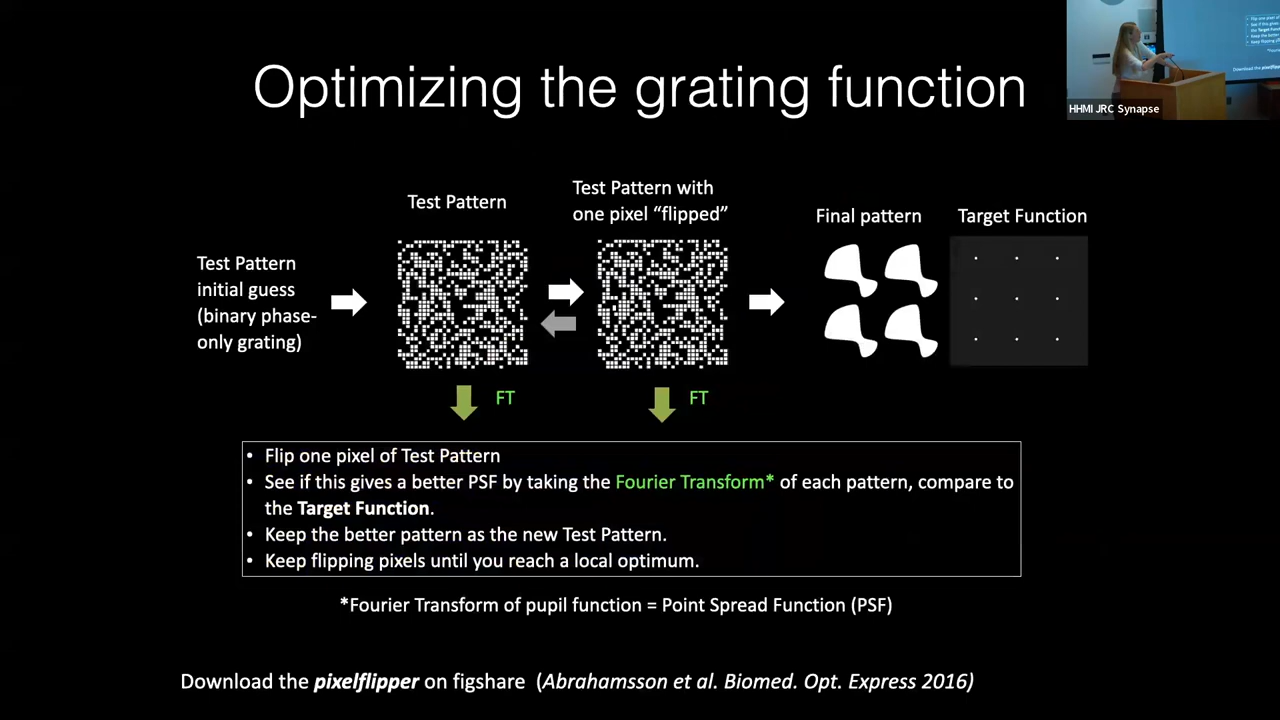 Optimizing the grating function
HHMI JRC Synapse
Test Pattern
initial guess
(binary phase-
only grating)
Test Pattern
Test Pattern with
one pixel “flipped”
Final pattern
Target Function
FT
FT
• Flip one pixel of Test Pattern
• See if this gives a better PSF by taking the Fourier Transform* of each pattern, compare to
the Target Function.
• Keep the better pattern as the new Test Pattern.
• Keep flipping pixels until you reach a local optimum.
*Fourier Transform of pupil function = Point Spread Function (PSF)
Download the pixelflipper on figshare (Abrahamsson et al. Biomed. Opt. Express 2016)